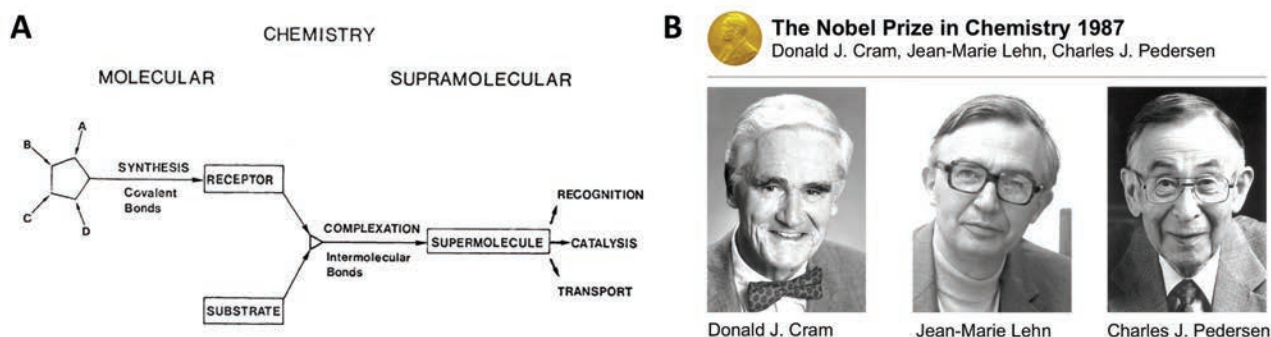 A
CHEMISTRY
MOLECULAR
SUPRAMOLECULAR
A
B
C
D
SYNTHESIS
Covalent
Bonds
RECEPTOR
SUBSTRATE
COMPLEXATION
Intermolecular
Bonds
SUPERMOLECULE
RECOGNITION
CATALYSIS
TRANSPORT
B
The Nobel Prize in Chemistry 1987
Donald J. Cram, Jean-Marie Lehn, Charles J. Pedersen
Donald J. Cram
Jean-Marie Lehn
Charles J. Pedersen